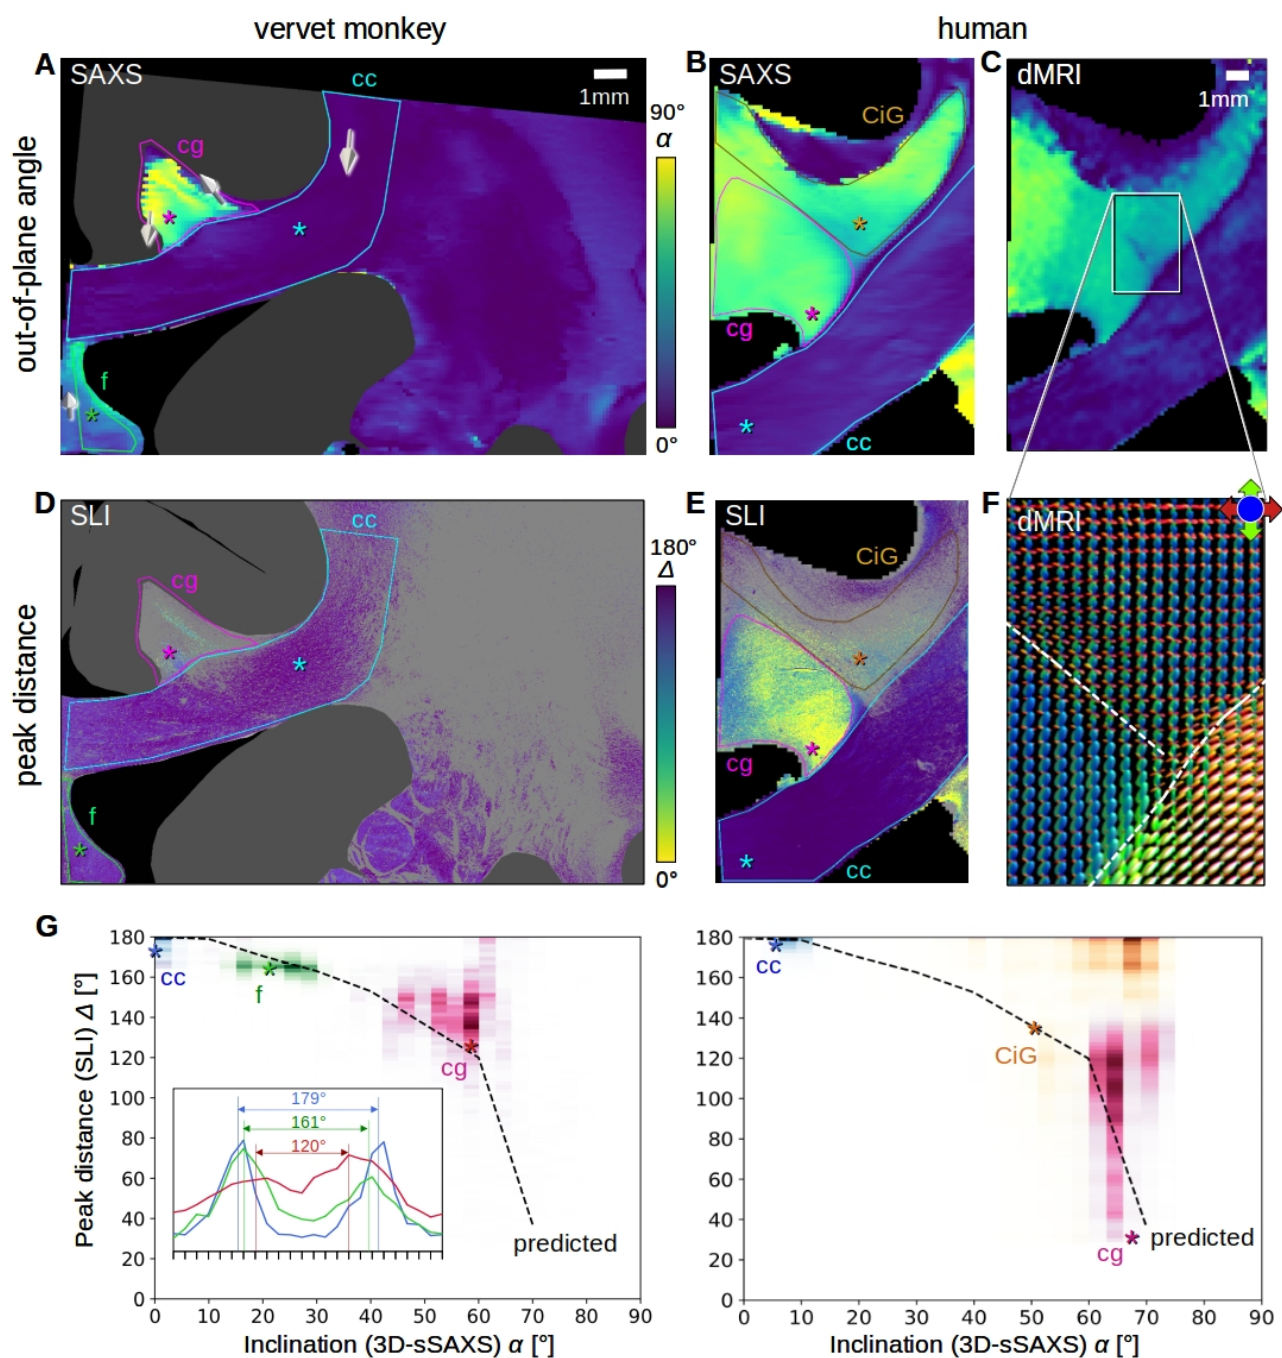 vervet monkey
human
out-of-plane angle
A
SAXS
cc
1mm
cg
*
*
f
*
90°
α
0°
B
SAXS
CiG
*
cg
*
*
cc
C
dMRI
1mm
peak distance
D
SLI
cc
cg
*
*
f
*
180°
Δ
0°
E
SLI
CiG
*
cg
*
*
cc
F
dMRI
G
Peak distance (SLI) Δ [°]
180
160
140
120
100
80
60
40
20
0
cc
f
cg
179°
161°
120°
predicted
0 10 20 30 40 50 60 70 80 90
Inclination (3D-sSAXS) α [°]
180
160
140
120
100
80
60
40
20
0
cc
CiG
cg
predicted
0 10 20 30 40 50 60 70 80 90
Inclination (3D-sSAXS) α [°]